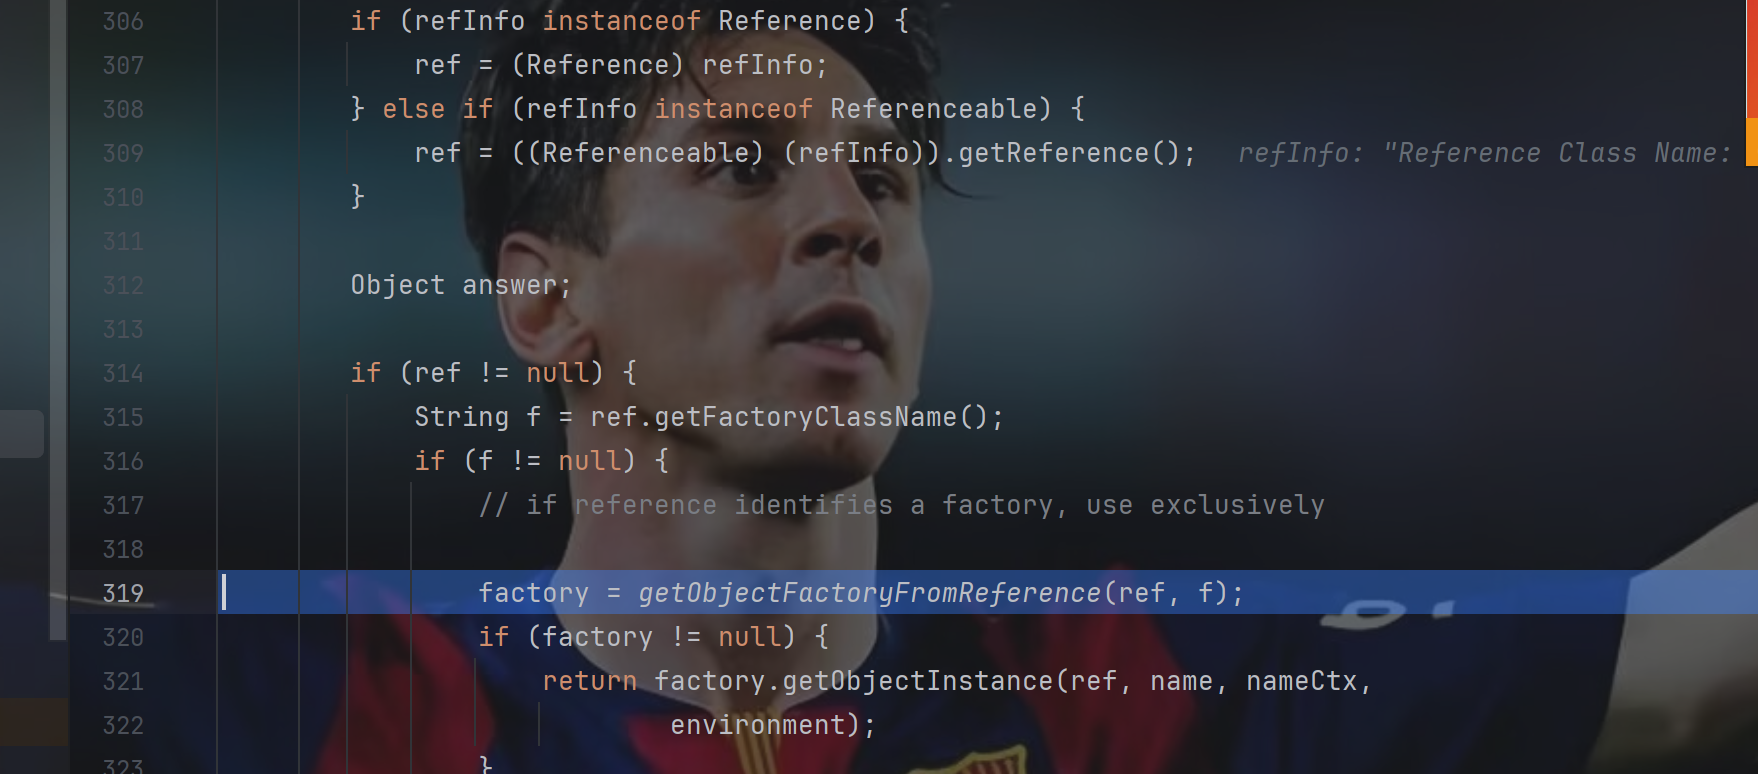 306 if (refInfo instanceof Reference) {
307 ref = (Reference) refInfo;
308 } else if (refInfo instanceof Referenceable) {
309 ref = ((Referenceable) (refInfo)).getReference(); refInfo: "Reference Class Name:
310 }
311
312 Object answer;
313
314 if (ref != null) {
315 String f = ref.getFactoryClassName();
316 if (f != null) {
317 // if reference identifies a factory, use exclusively
318
319 factory = getObjectFactoryFromReference(ref, f);
320 if (factory != null) {
321 return factory.getObjectInstance(ref, name, nameCtx,
322 environment);
323 }